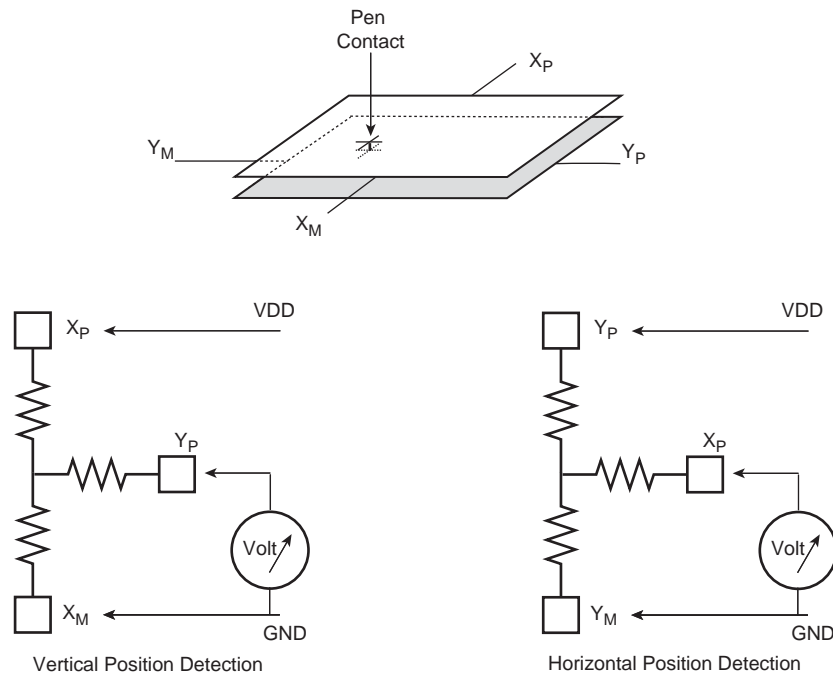 Pen
Contact
X_P
Y_M
Y_P
X_M
VDD
X_P
Y_P
Volt
X_M
GND
Vertical Position Detection
VDD
Y_P
X_P
Volt
Y_M
GND
Horizontal Position Detection